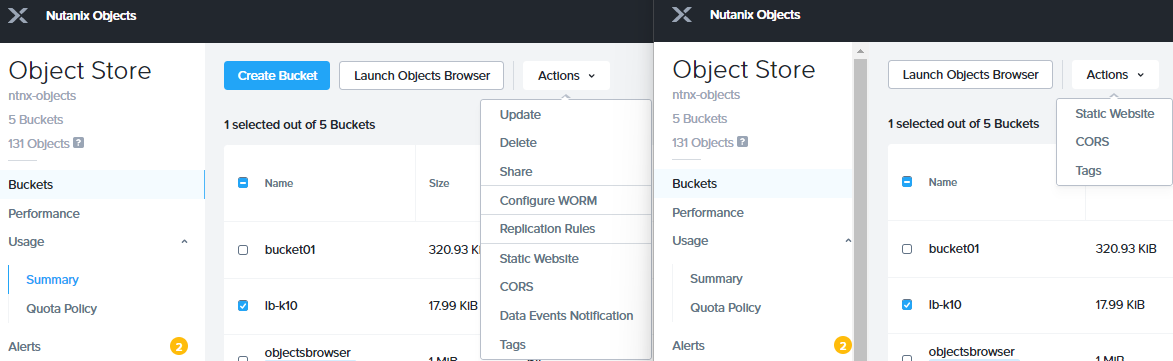 Nutanix Objects
Object Store
ntnx-objects
5 Buckets
131 Objects ?
Buckets
Performance
Usage
Summary
Quota Policy
Alerts 2
Create Bucket Launch Objects Browser Actions
1 selected out of 5 Buckets
Name Size
bucket01 320.93 KiB
lb-k10 17.99 KiB
objectsbrowser 1 MiB
Update
Delete
Share
Configure WORM
Replication Rules
Static Website
CORS
Data Events Notification
Tags
Nutanix Objects
Object Store
ntnx-objects
5 Buckets
131 Objects ?
Buckets
Performance
Usage
Summary
Quota Policy
Alerts 2
Launch Objects Browser Actions
1 selected out of 5 Buckets
Name
bucket01 320.93 KiB
lb-k10 17.99 KiB
objectsbrowser 1 MiB
Static Website
CORS
Tags